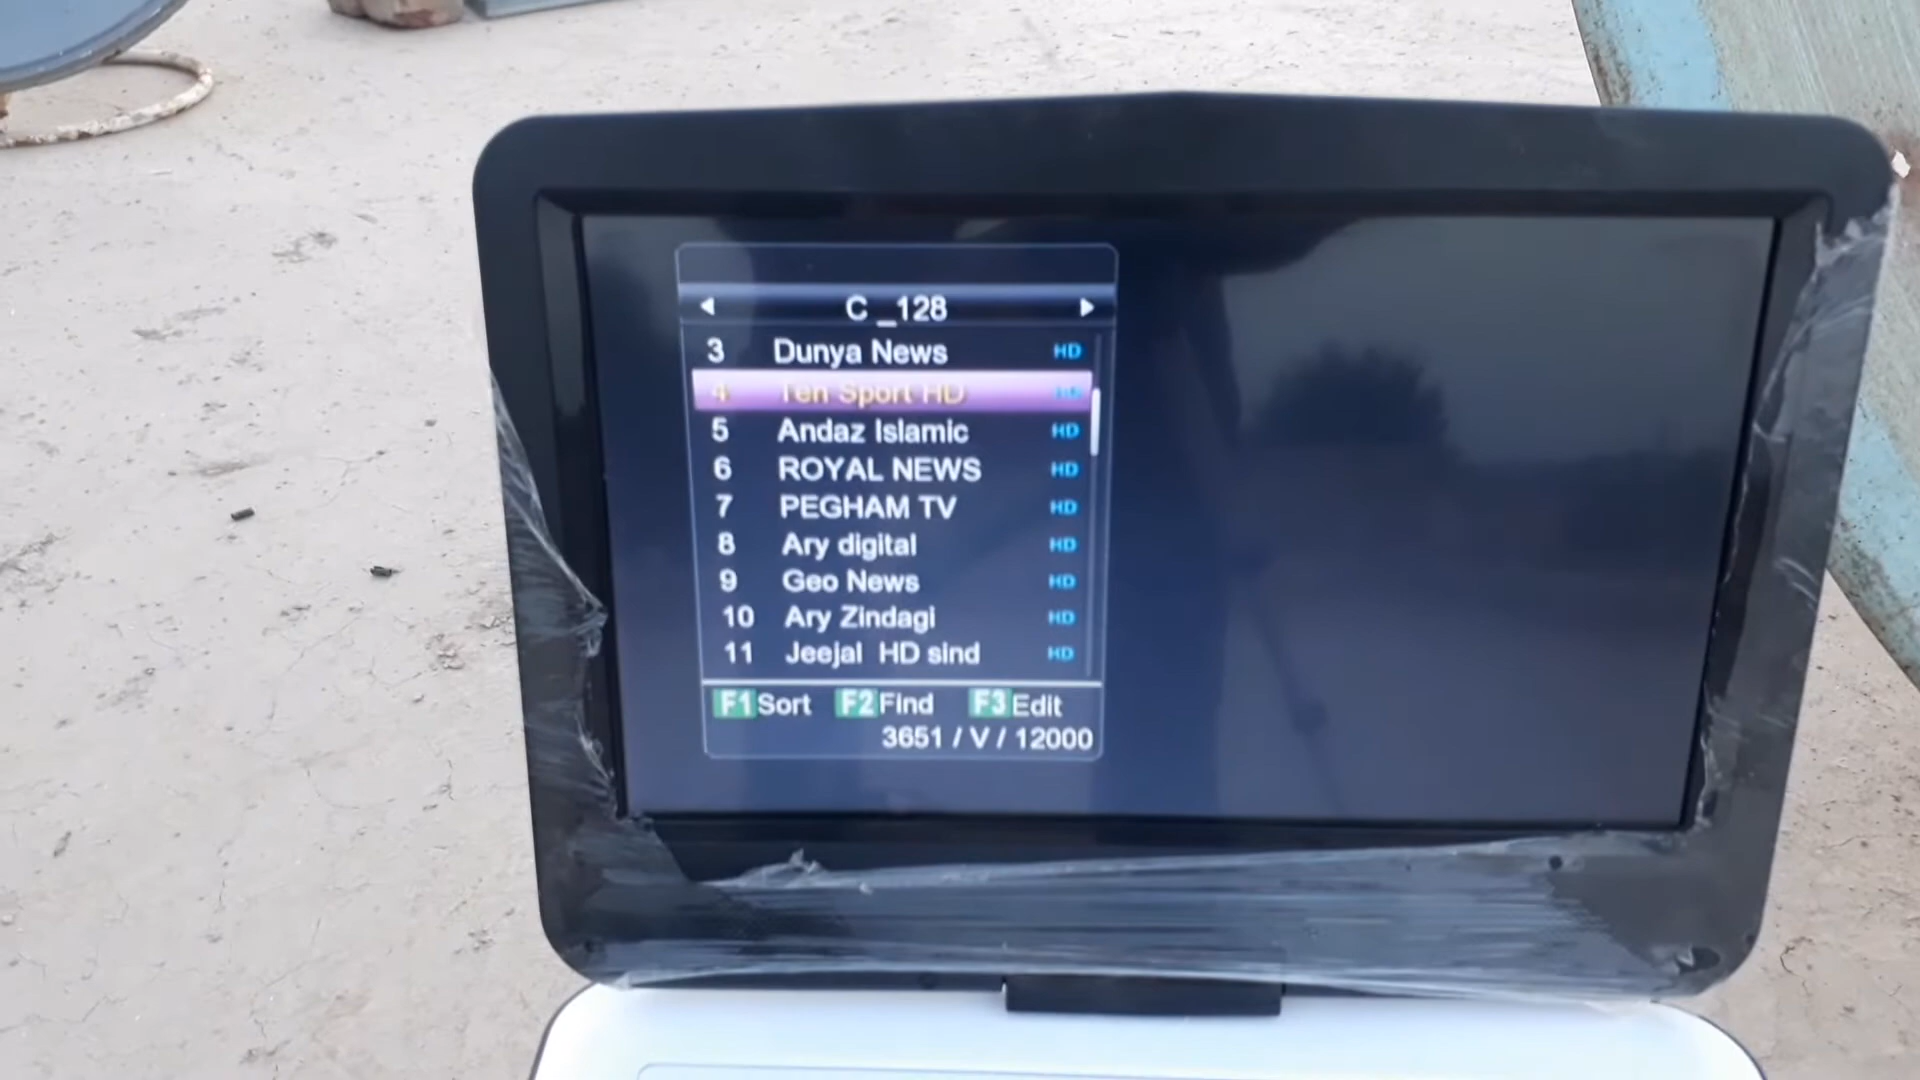 C _128
3 Dunya News HD
4 Ten Sport HD HD
5 Andaz Islamic HD
6 ROYAL NEWS HD
7 PEGHAM TV HD
8 Ary digital HD
9 Geo News HD
10 Ary Zindagi HD
11 Jeejal HD sind HD
F1 Sort F2 Find F3 Edit
3651 / V / 12000